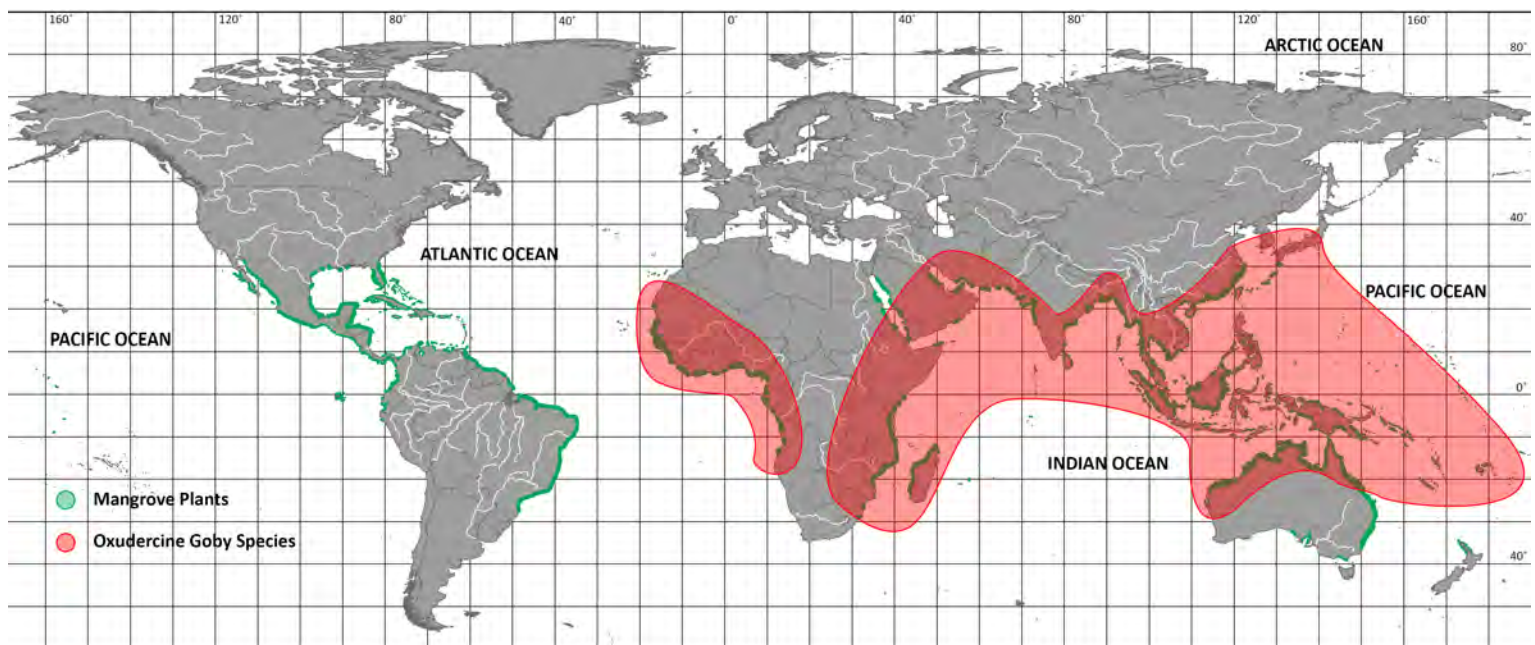 160° 120° 80° 40° 0° 40° 80° 120° 160°
ARCTIC OCEAN
80°
40°
ATLANTIC OCEAN
PACIFIC OCEAN
PACIFIC OCEAN
0°
INDIAN OCEAN
Mangrove Plants
Oxudercine Goby Species
40°